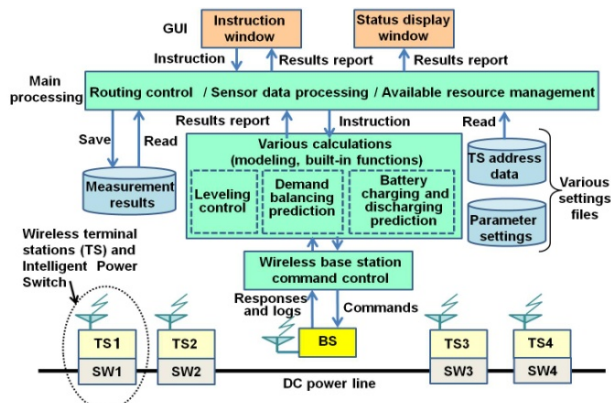 GUI
Instruction
window
Status display
window
Instruction
Results report
Results report
Main
processing
Routing control / Sensor data processing / Available resource management
Save
Read
Results report
Instruction
Read
Measurement
results
Various calculations
(modeling, built-in functions)
Leveling
control
Demand
balancing
prediction
Battery
charging and
discharging
prediction
TS address
data
Parameter
settings
Various
settings
files
Wireless terminal
stations (TS) and
Intelligent Power
Switch
Wireless base station
command control
Responses
and logs
Commands
TS1
SW1
TS2
SW2
BS
TS3
SW3
TS4
SW4
DC power line